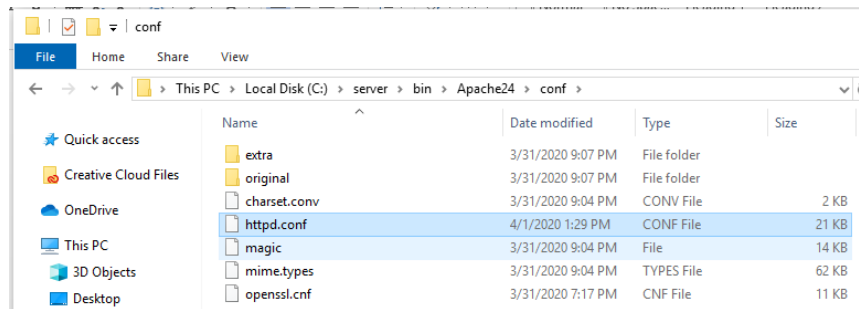 conf
File Home Share View
This PC > Local Disk (C:) > server > bin > Apache24 > conf >
Name Date modified Type Size
Quick access
Creative Cloud Files
OneDrive
This PC
3D Objects
Desktop
extra 3/31/2020 9:07 PM File folder
original 3/31/2020 9:07 PM File folder
charset.conv 3/31/2020 9:04 PM CONV File 2 KB
httpd.conf 4/1/2020 1:29 PM CONF File 21 KB
magic 3/31/2020 9:04 PM File 14 KB
mime.types 3/31/2020 9:04 PM TYPES File 62 KB
openssl.cnf 3/31/2020 7:17 PM CNF File 11 KB